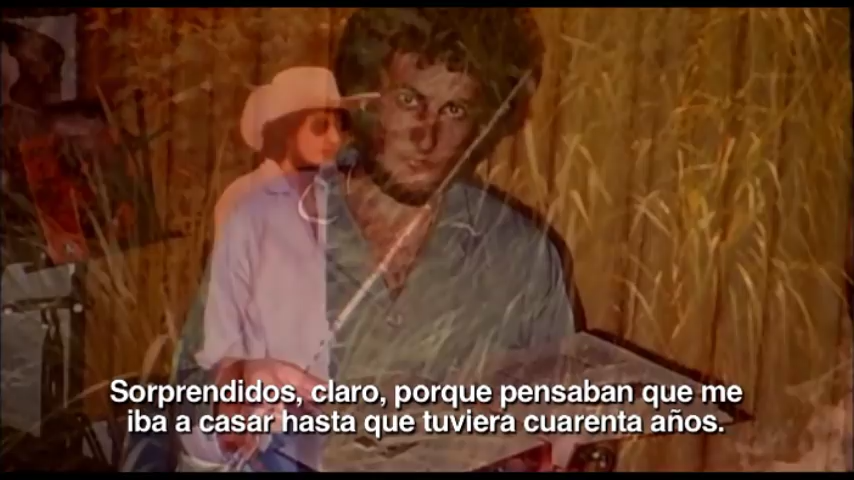 Sorprendidos, claro, porque pensaban que me
iba a casar hasta que tuviera cuarenta años.